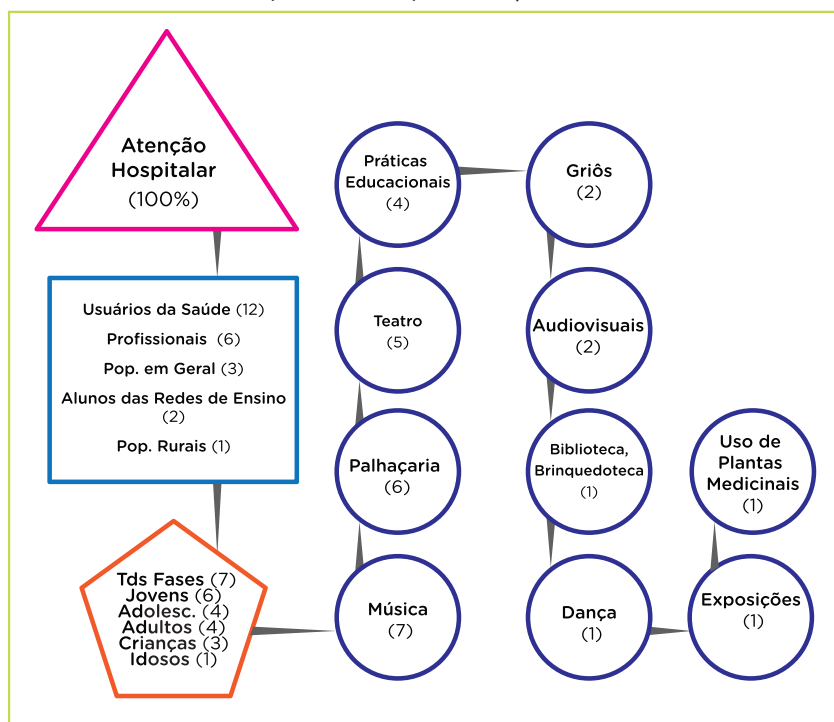 Atenção
Hospitalar
(100%)
Usuários da Saúde (12)
Profissionais (6)
Pop. em Geral (3)
Alunos das Redes de Ensino
(2)
Pop. Rurais (1)
Tds Fases (7)
Jovens (6)
Adolesc. (4)
Adultos (4)
Crianças (3)
Idosos (1)
Música
(7)
Palhaçaria
(6)
Teatro
(5)
Práticas
Educacionais
(4)
Griôs
(2)
Audiovisuais
(2)
Biblioteca,
Brinquedoteca
(1)
Dança
(1)
Exposições
(1)
Uso de
Plantas
Medicinais
(1)